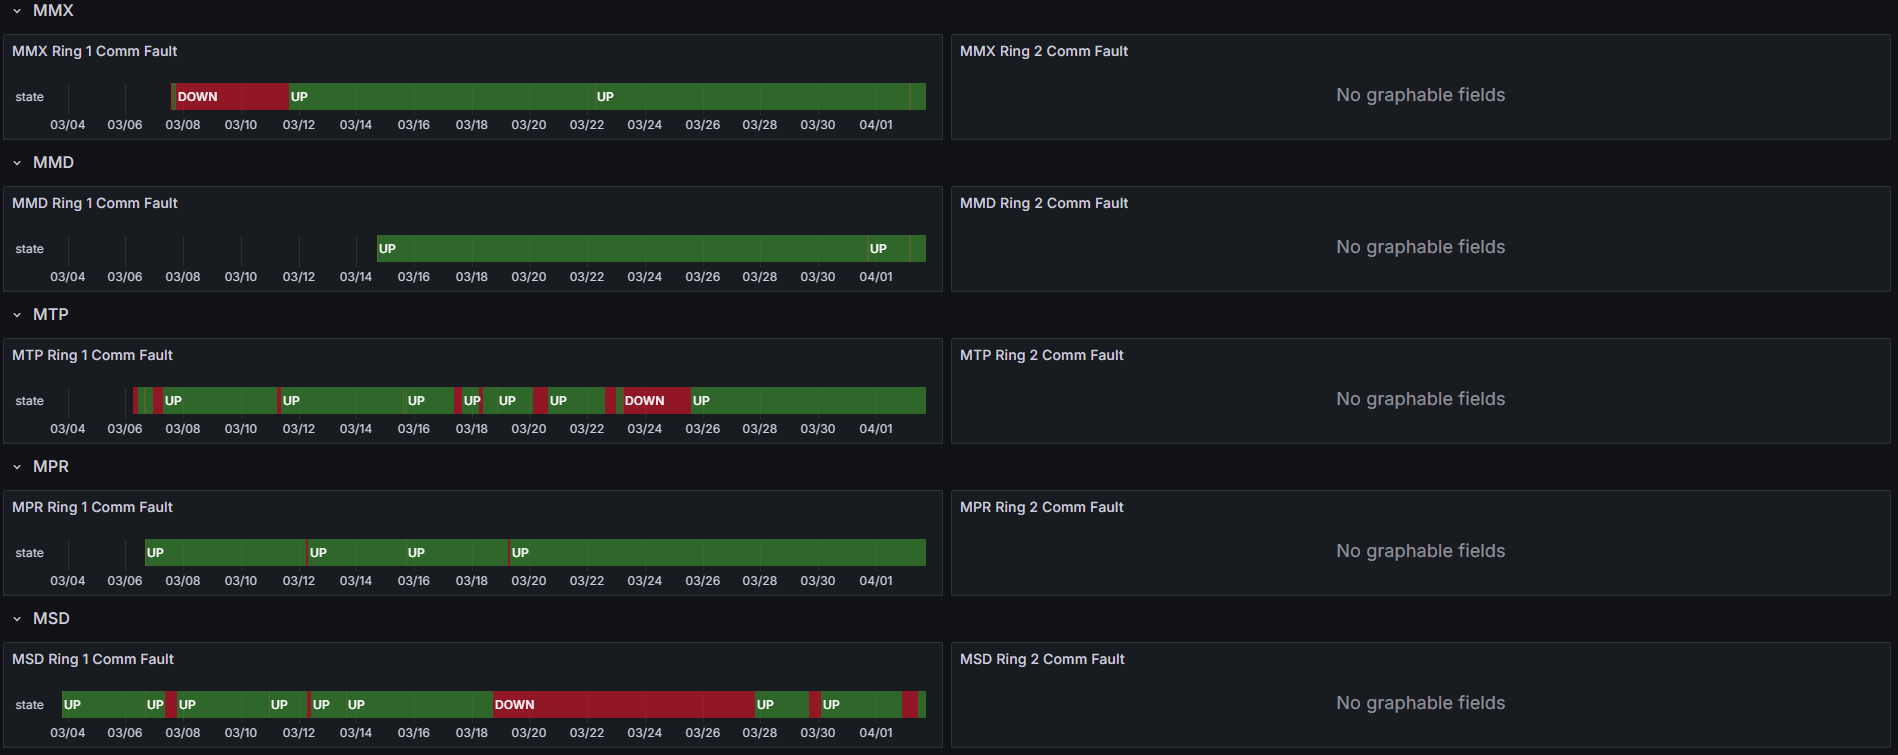 MMX
MMX Ring 1 Comm Fault
state DOWN UP UP
03/04 03/06 03/08 03/10 03/12 03/14 03/16 03/18 03/20 03/22 03/24 03/26 03/28 03/30 04/01
MMX Ring 2 Comm Fault
No graphable fields
MMD
MMD Ring 1 Comm Fault
state UP UP
03/04 03/06 03/08 03/10 03/12 03/14 03/16 03/18 03/20 03/22 03/24 03/26 03/28 03/30 04/01
MMD Ring 2 Comm Fault
No graphable fields
MTP
MTP Ring 1 Comm Fault
state UP UP UP UP UP UP DOWN UP
03/04 03/06 03/08 03/10 03/12 03/14 03/16 03/18 03/20 03/22 03/24 03/26 03/28 03/30 04/01
MTP Ring 2 Comm Fault
No graphable fields
MPR
MPR Ring 1 Comm Fault
state UP UP UP UP
03/04 03/06 03/08 03/10 03/12 03/14 03/16 03/18 03/20 03/22 03/24 03/26 03/28 03/30 04/01
MPR Ring 2 Comm Fault
No graphable fields
MSD
MSD Ring 1 Comm Fault
state UP UP UP UP UP UP DOWN UP UP
03/04 03/06 03/08 03/10 03/12 03/14 03/16 03/18 03/20 03/22 03/24 03/26 03/28 03/30 04/01
MSD Ring 2 Comm Fault
No graphable fields